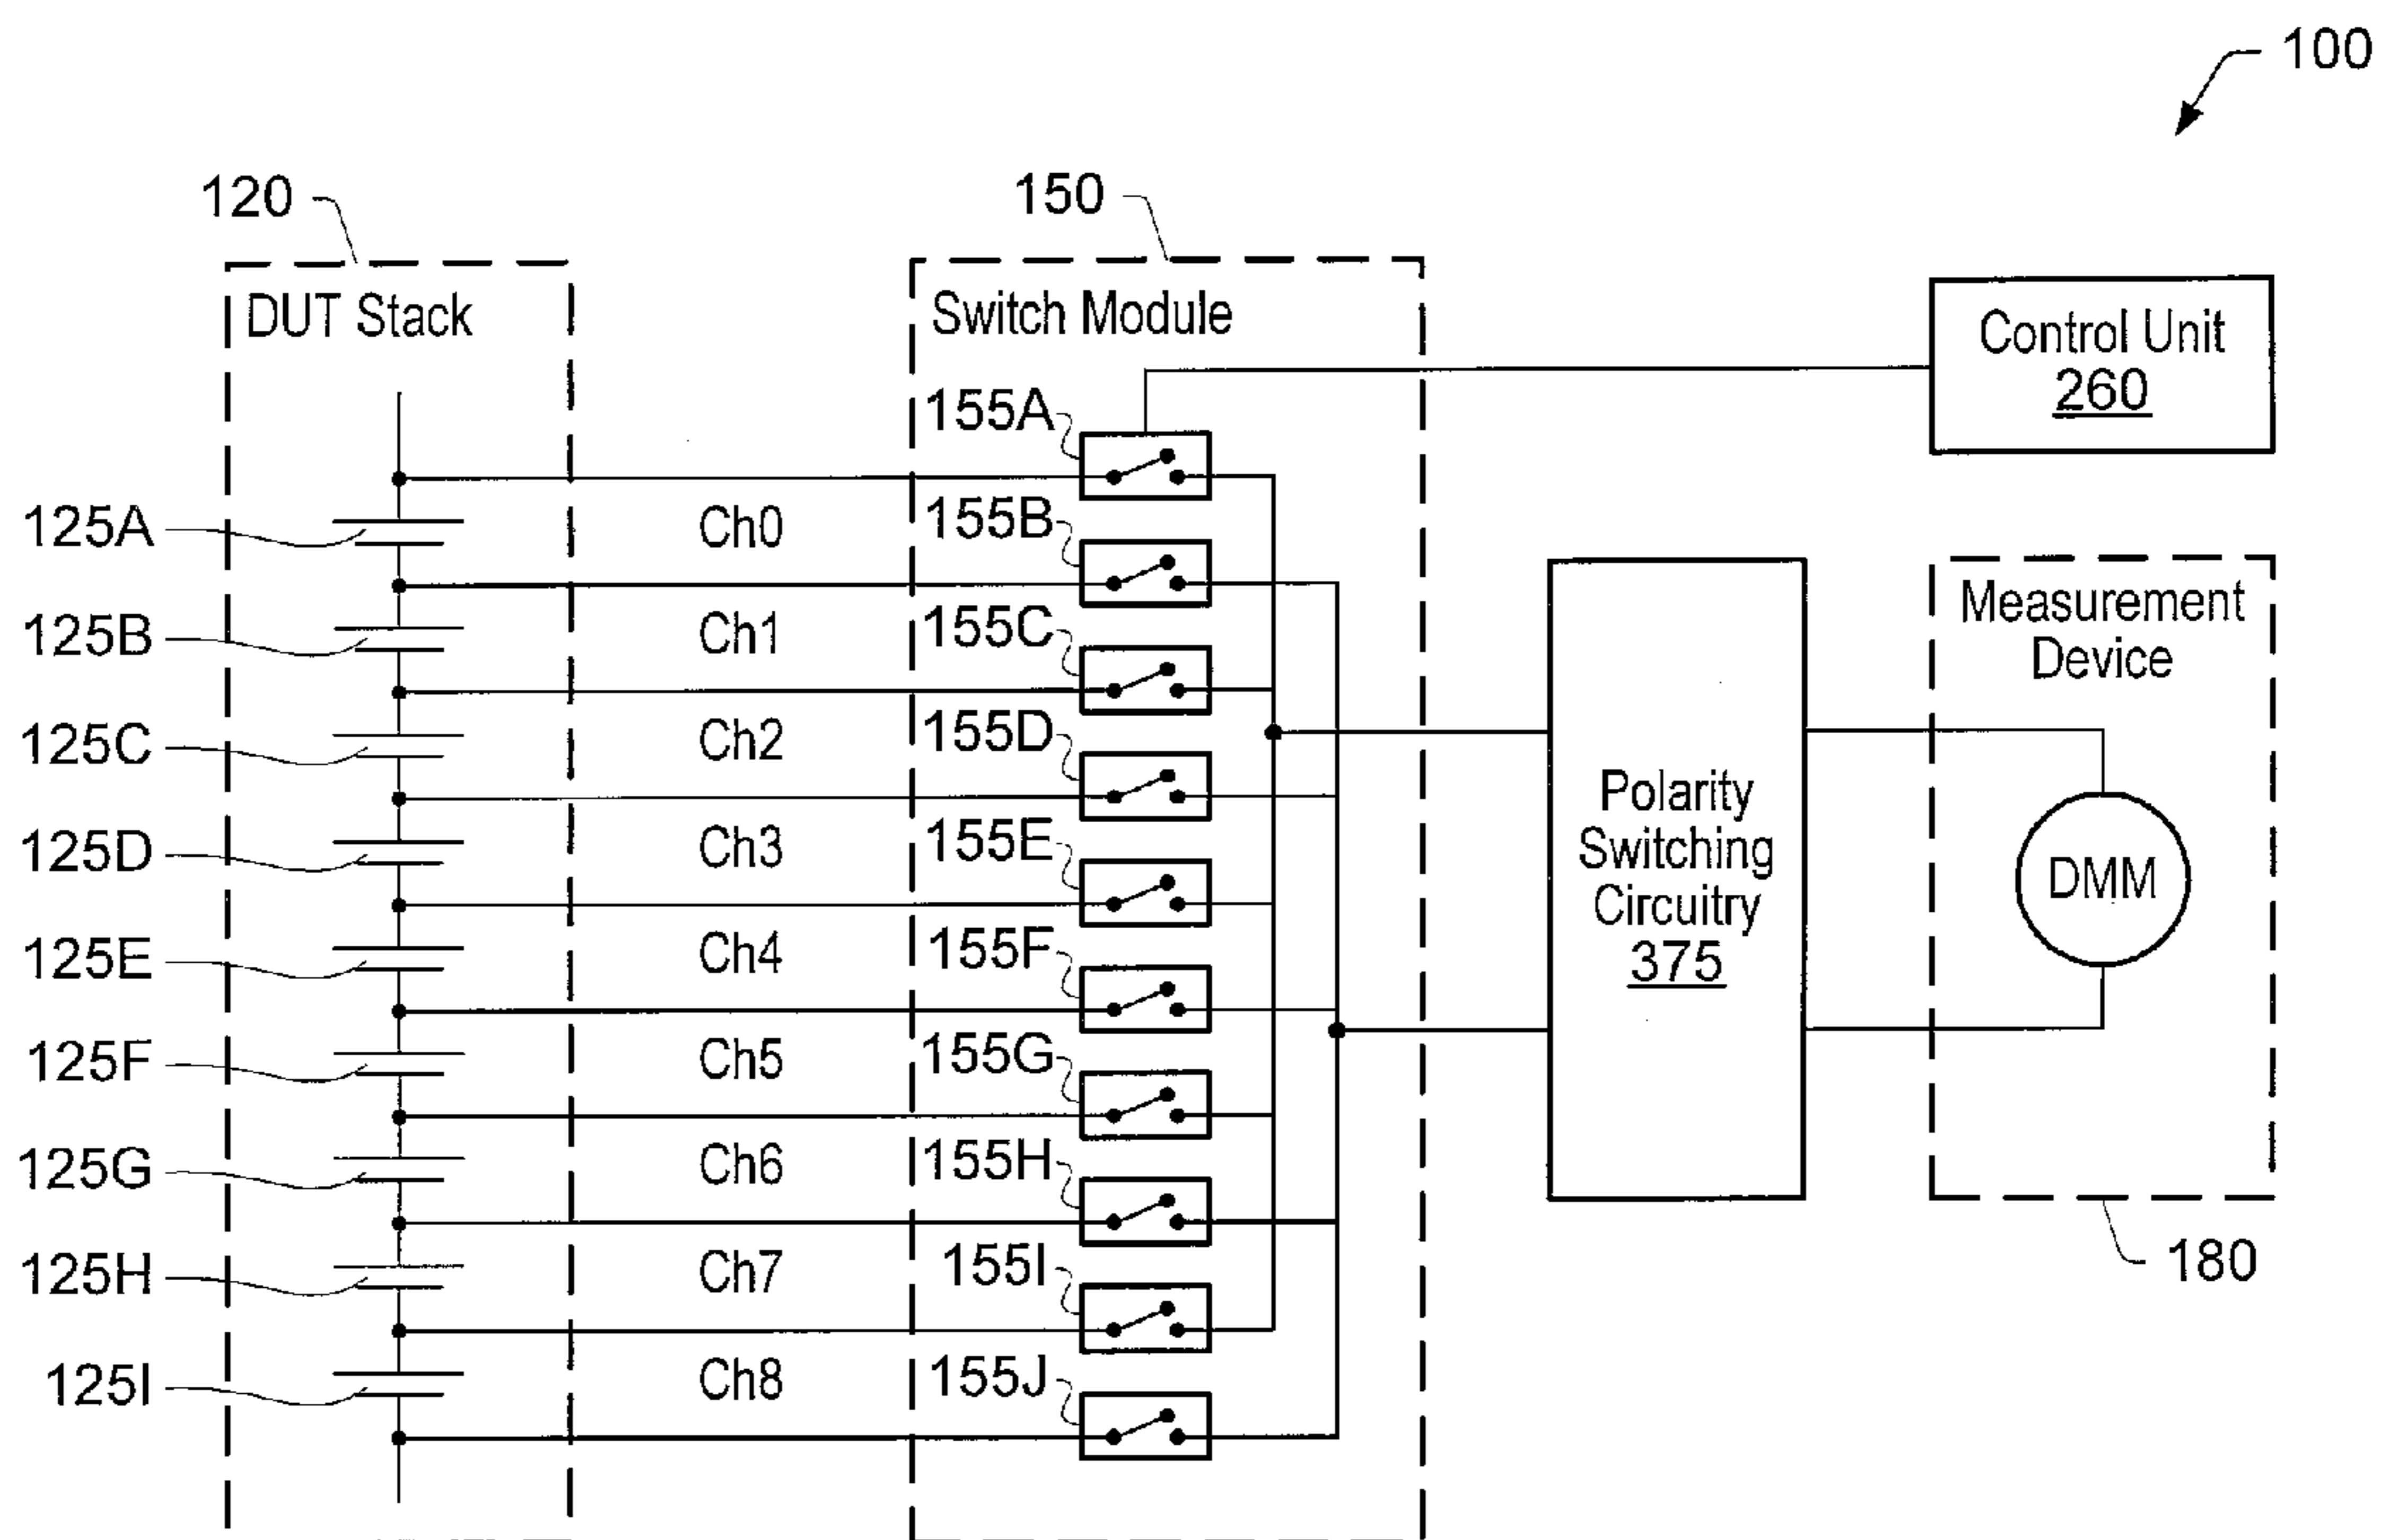 100
120
150
DUT Stack
Switch Module
Control Unit
260
155A
125A
Ch0
155B
125B
Ch1
155C
Measurement
Device
125C
Ch2
155D
125D
Ch3
155E
Polarity
Switching
Circuitry
375
DMM
125E
Ch4
155F
125F
Ch5
155G
125G
Ch6
155H
125H
Ch7
155I
180
125I
Ch8
155J